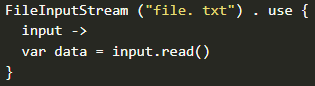 FileInputStream ("file. txt") . use {
input ->
var data = input.read()
}